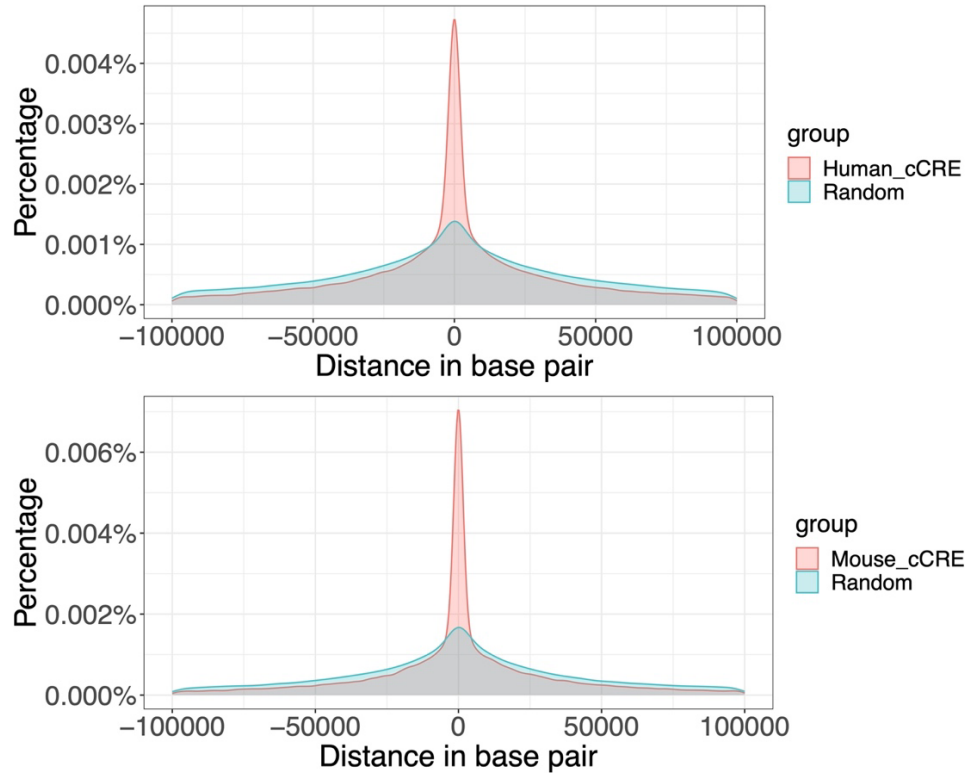 Percentage
0.004%
0.003%
0.002%
0.001%
0.000%
−100000 −50000 0 50000 100000
Distance in base pair
group
Human_cCRE
Random
Percentage
0.006%
0.004%
0.002%
0.000%
−100000 −50000 0 50000 100000
Distance in base pair
group
Mouse_cCRE
Random